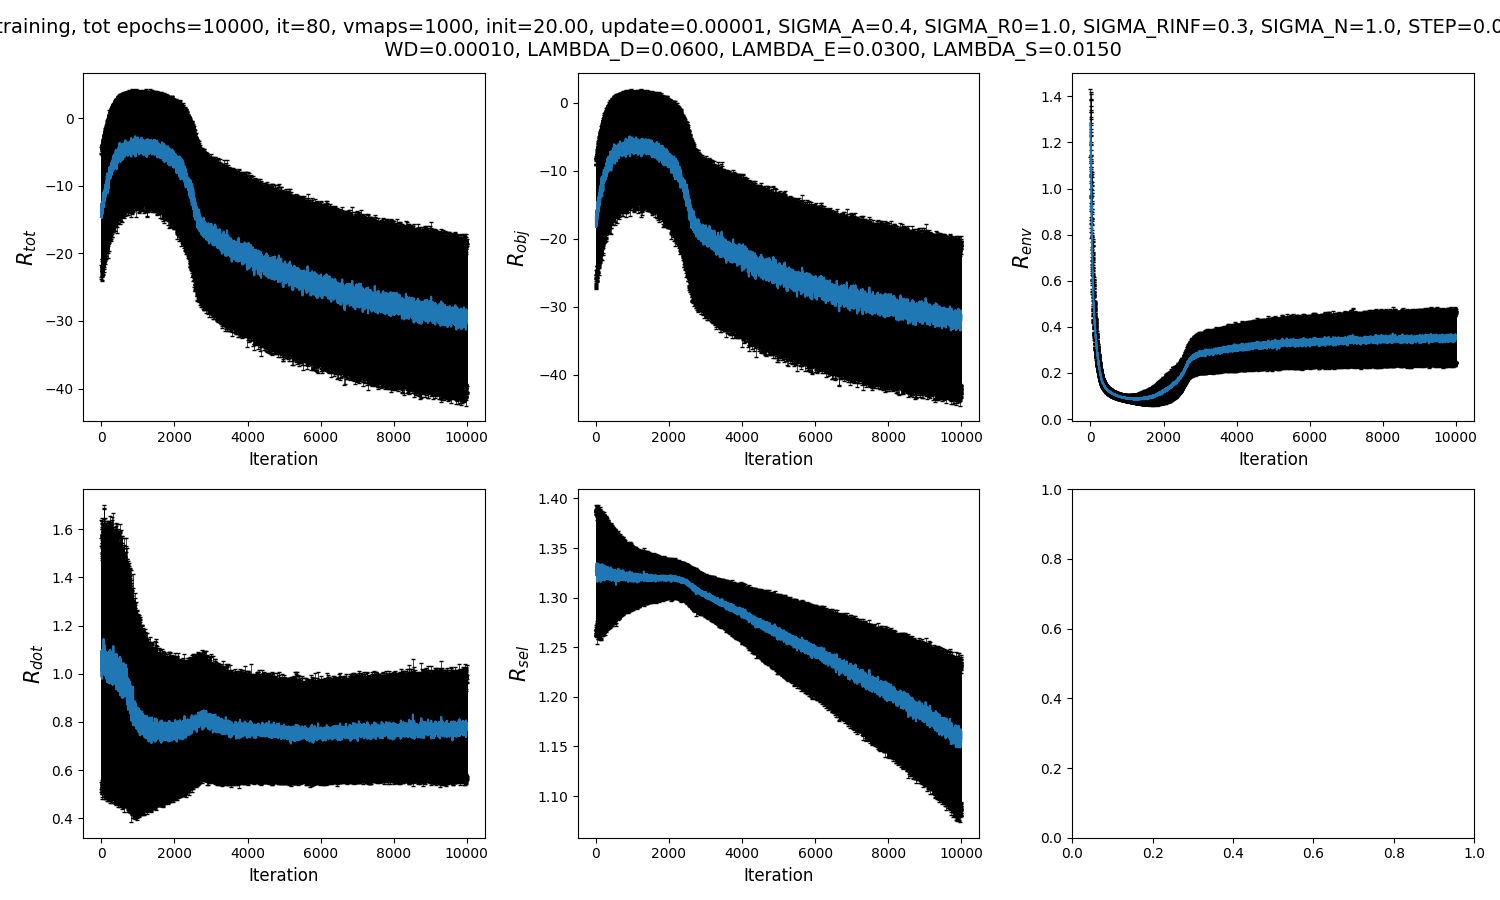 training, tot epochs=10000, it=80, vmaps=1000, init=20.00, update=0.00001, SIGMA_A=0.4, SIGMA_R0=1.0, SIGMA_RINF=0.3, SIGMA_N=1.0, STEP=0.0
WD=0.00010, LAMBDA_D=0.0600, LAMBDA_E=0.0300, LAMBDA_S=0.0150
0
−10
−20
−30
−40
R_tot
0 2000 4000 6000 8000 10000
Iteration
0
−10
−20
−30
−40
R_obj
0 2000 4000 6000 8000 10000
Iteration
1.4
1.2
1.0
0.8
0.6
0.4
0.2
0.0
R_env
0 2000 4000 6000 8000 10000
Iteration
1.6
1.4
1.2
1.0
0.8
0.6
0.4
R_dot
0 2000 4000 6000 8000 10000
Iteration
1.40
1.35
1.30
1.25
1.20
1.15
1.10
R_sel
0 2000 4000 6000 8000 10000
Iteration
1.0
0.8
0.6
0.4
0.2
0.0
0.0 0.2 0.4 0.6 0.8 1.0